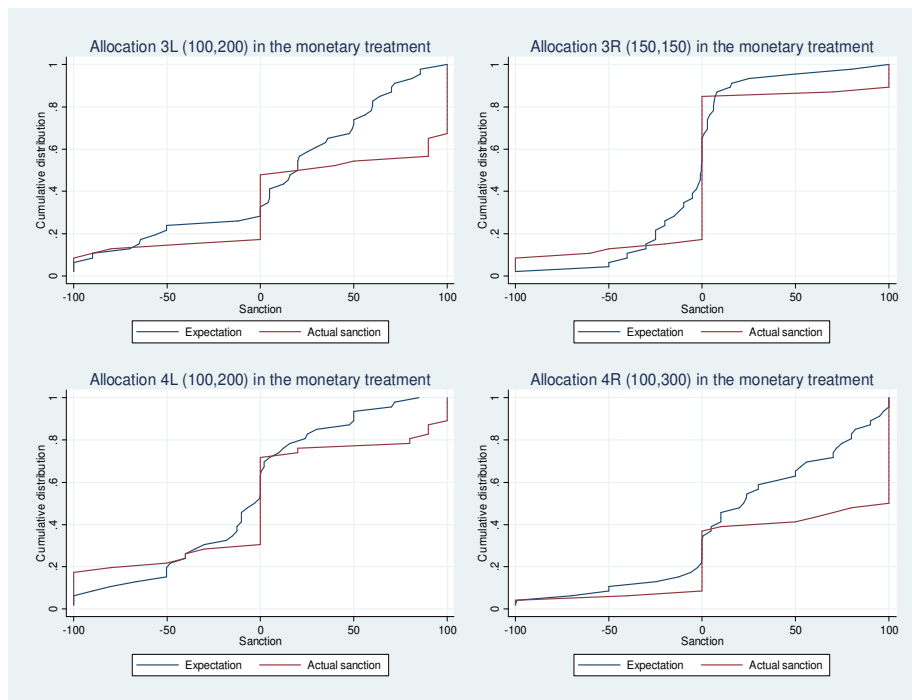 Allocation 3L (100,200) in the monetary treatment
Cumulative distribution
0 .2 .4 .6 .8 1
-100 -50 0 50 100
Sanction
Expectation Actual sanction
Allocation 3R (150,150) in the monetary treatment
Cumulative distribution
0 .2 .4 .6 .8 1
-100 -50 0 50 100
Sanction
Expectation Actual sanction
Allocation 4L (100,200) in the monetary treatment
Cumulative distribution
0 .2 .4 .6 .8 1
-100 -50 0 50 100
Sanction
Expectation Actual sanction
Allocation 4R (100,300) in the monetary treatment
Cumulative distribution
0 .2 .4 .6 .8 1
-100 -50 0 50 100
Sanction
Expectation Actual sanction